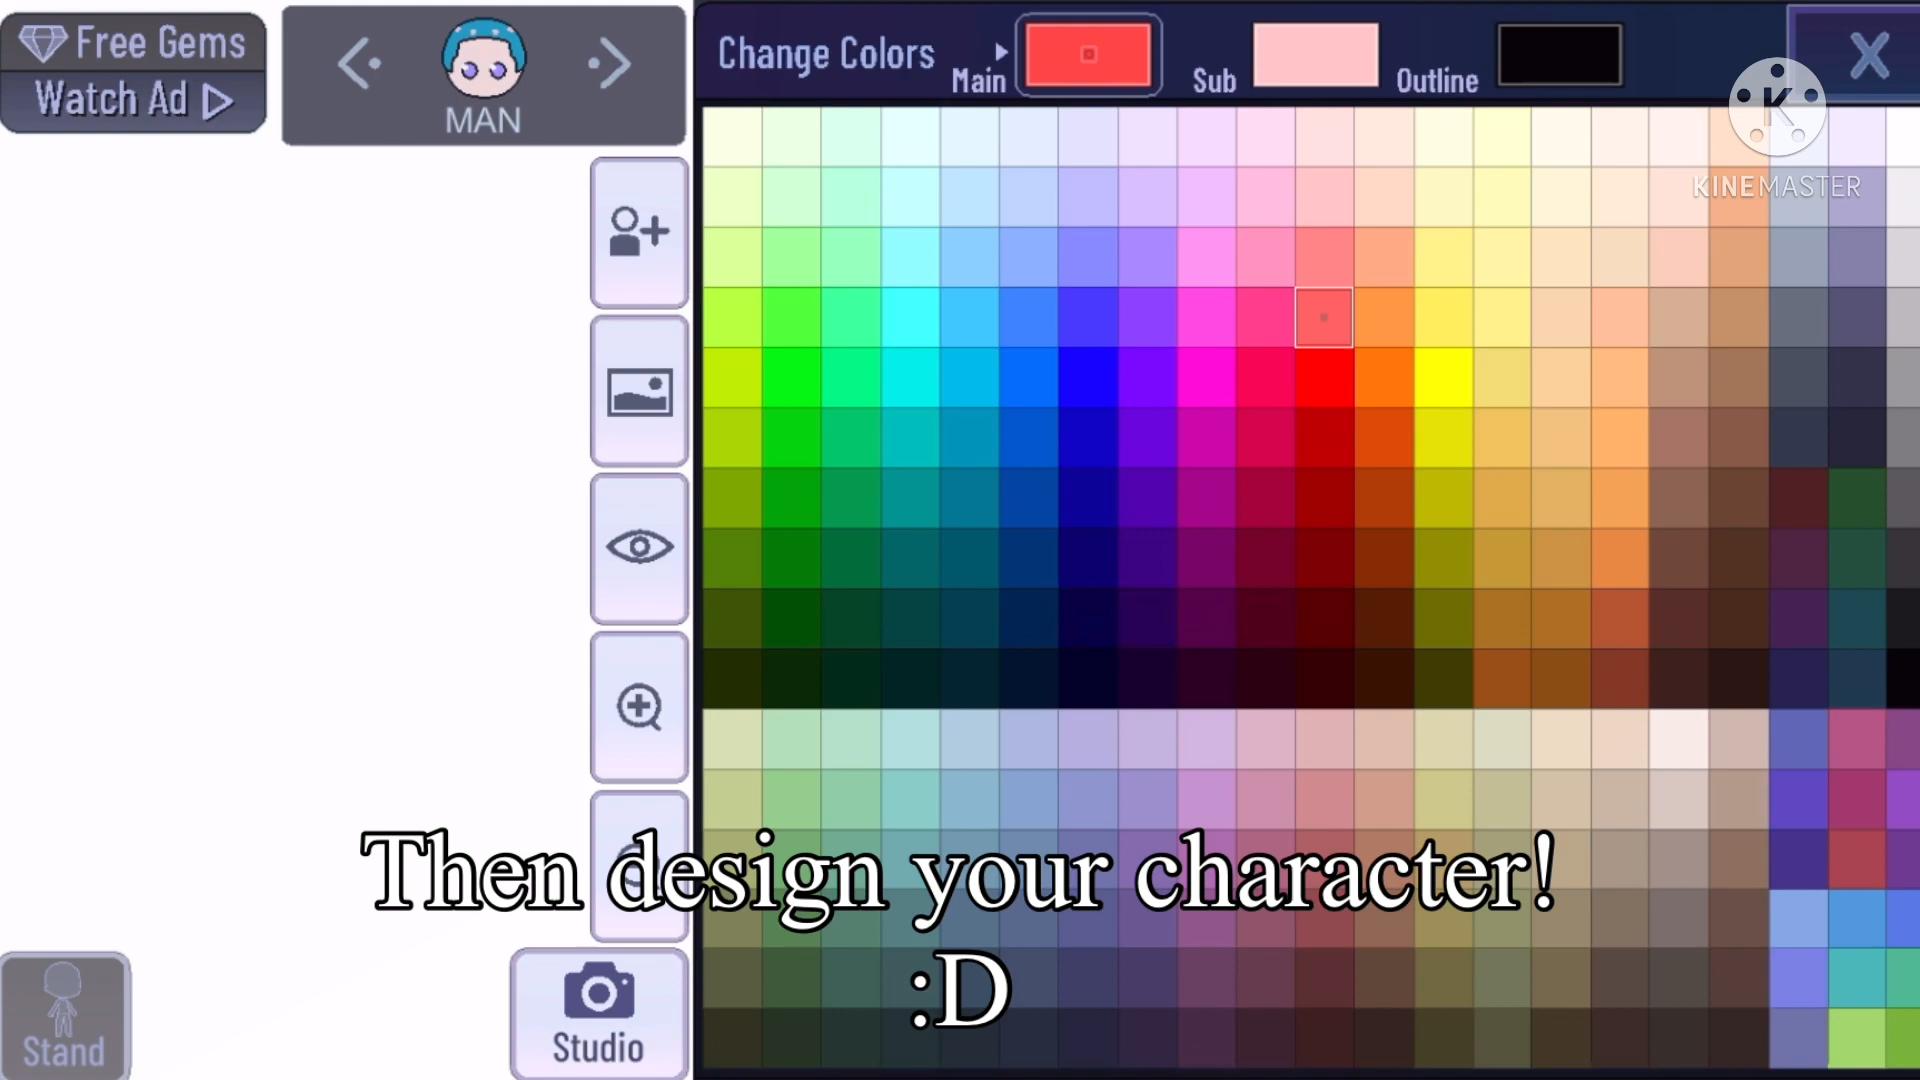 Free Gems
Watch Ad
MAN
Change Colors
Main
Sub
Outline
X
K
KINEMASTER
Then design your character!
:D
Stand
Studio